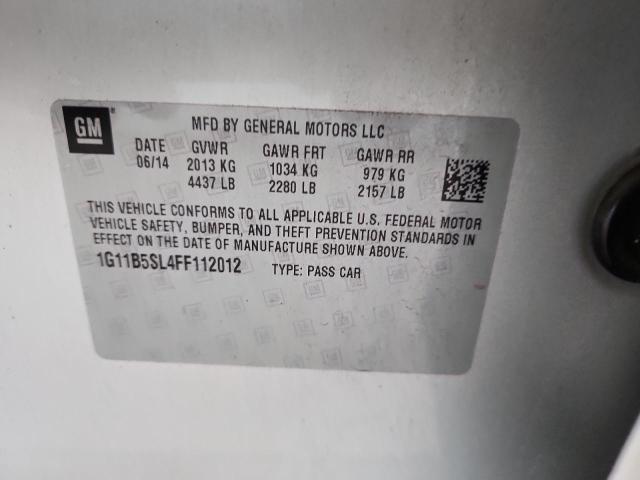 GM
MFD BY GENERAL MOTORS LLC
DATE GVWR GAWR FRT GAWR RR
06/14 2013 KG 1034 KG 979 KG
4437 LB 2280 LB 2157 LB
THIS VEHICLE CONFORMS TO ALL APPLICABLE U.S. FEDERAL MOTOR
VEHICLE SAFETY, BUMPER, AND THEFT PREVENTION STANDARDS IN
EFFECT ON THE DATE OF MANUFACTURE SHOWN ABOVE.
1G11B5SL4FF112012 TYPE: PASS CAR